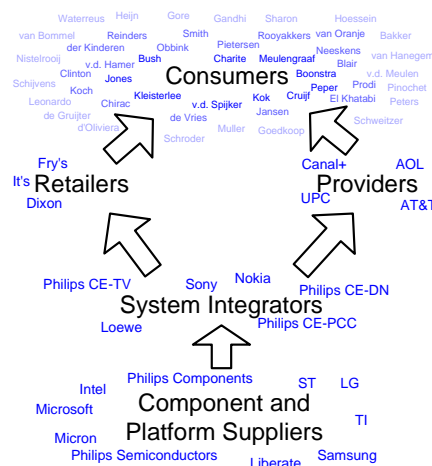 Waterreus Heijn Gore Gandhi Sharon Hoessein
van Bommel Reinders Smith Rooyakkers van Oranje Bakker
der Kinderen Obbink Pietersen Neeskens van Hanegem
Nistelrooij v.d. Hamer Bush Charite Meulengraaf Blair
Clinton Jones Consumers Boonstra v.d. Meulen
Schijvens Koch Kleisterlee Peper Prodi Pinochet
Leonardo Chirac v.d. Spijker Kok Cruijf El Khatabi Peters
de Gruijter de Vries Jansen Schweitzer
d'Oliviera Schroder Muller Goedkoop
Fry's Canal+ AOL
It's Retailers Providers
Dixon UPC AT&T
Philips CE-TV Sony Nokia Philips CE-DN
System Integrators
Loewe Philips CE-PCC
Philips Components ST LG
Intel
Microsoft Component and
Micron Platform Suppliers TI
Philips Semiconductors Liberate Samsung